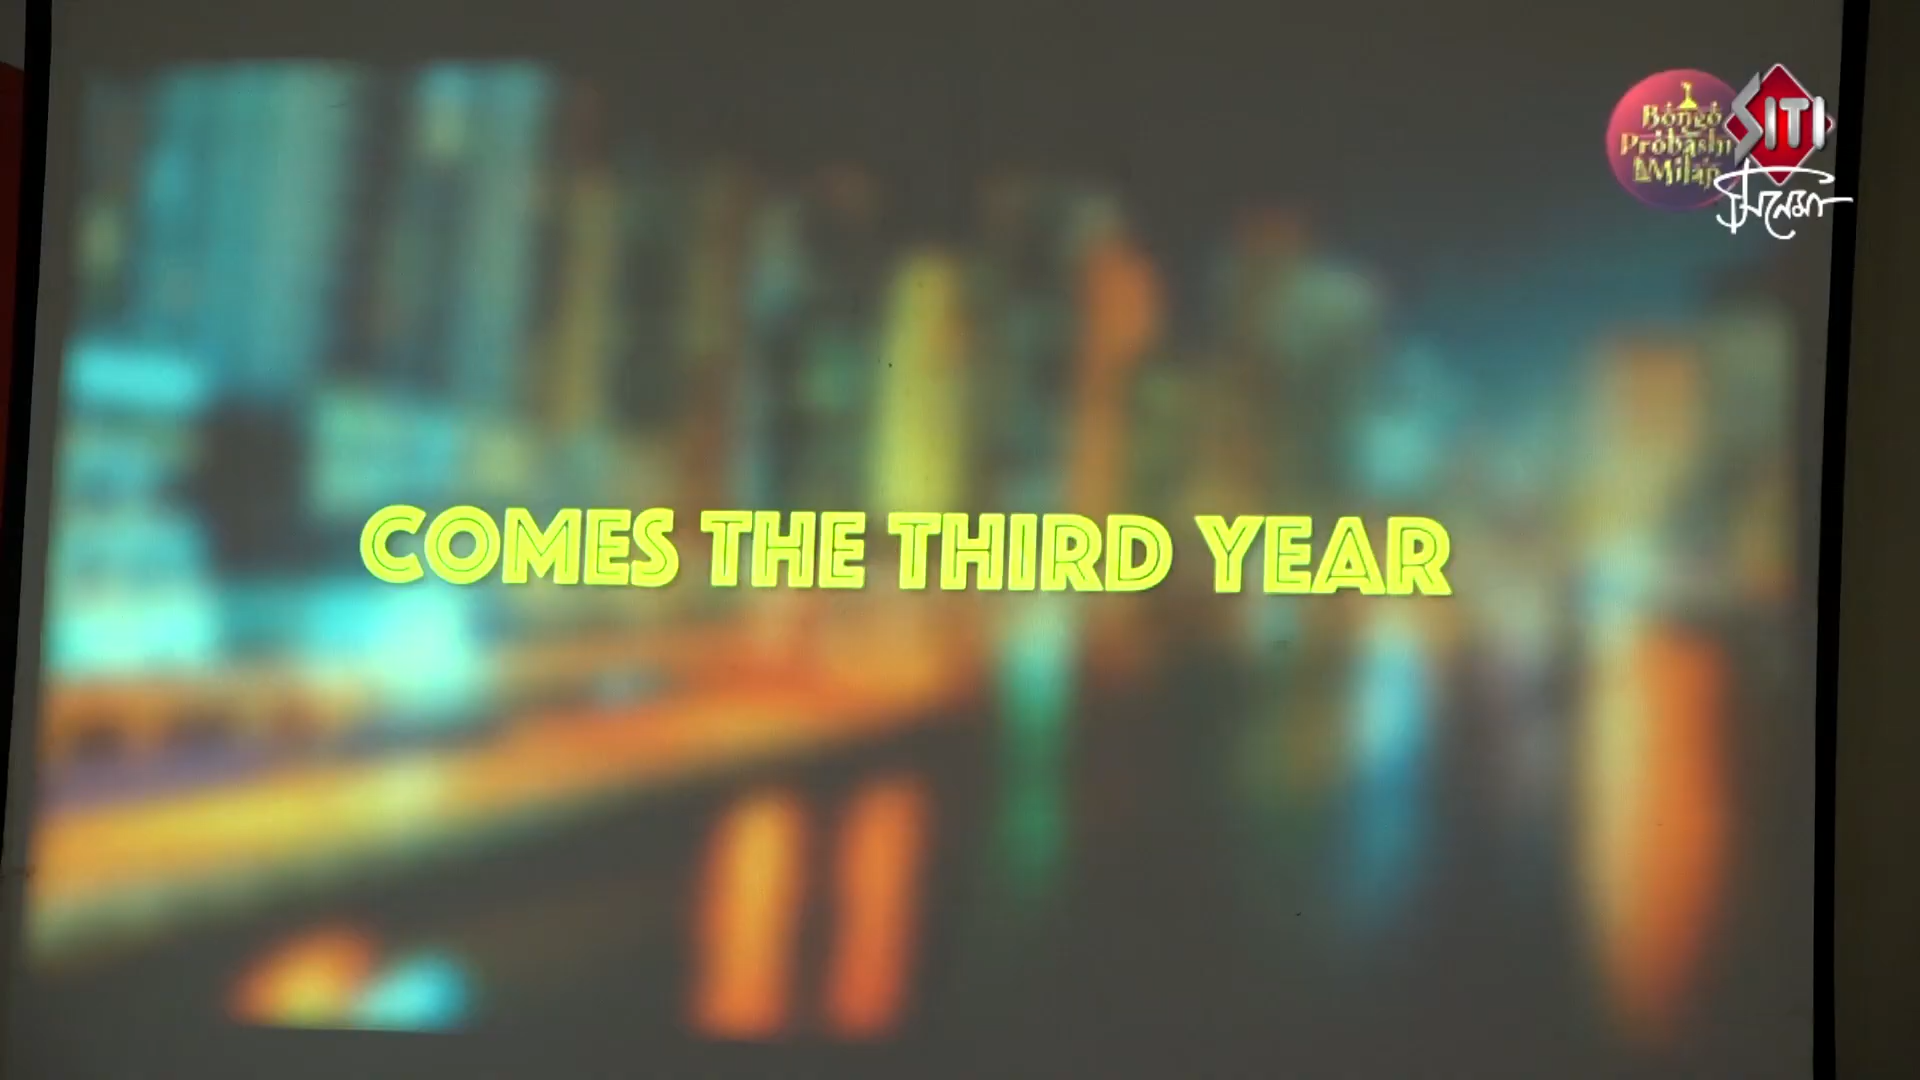 Bongo
Probashi
Milan
SITI
সিনেমা
COMES THE THIRD YEAR